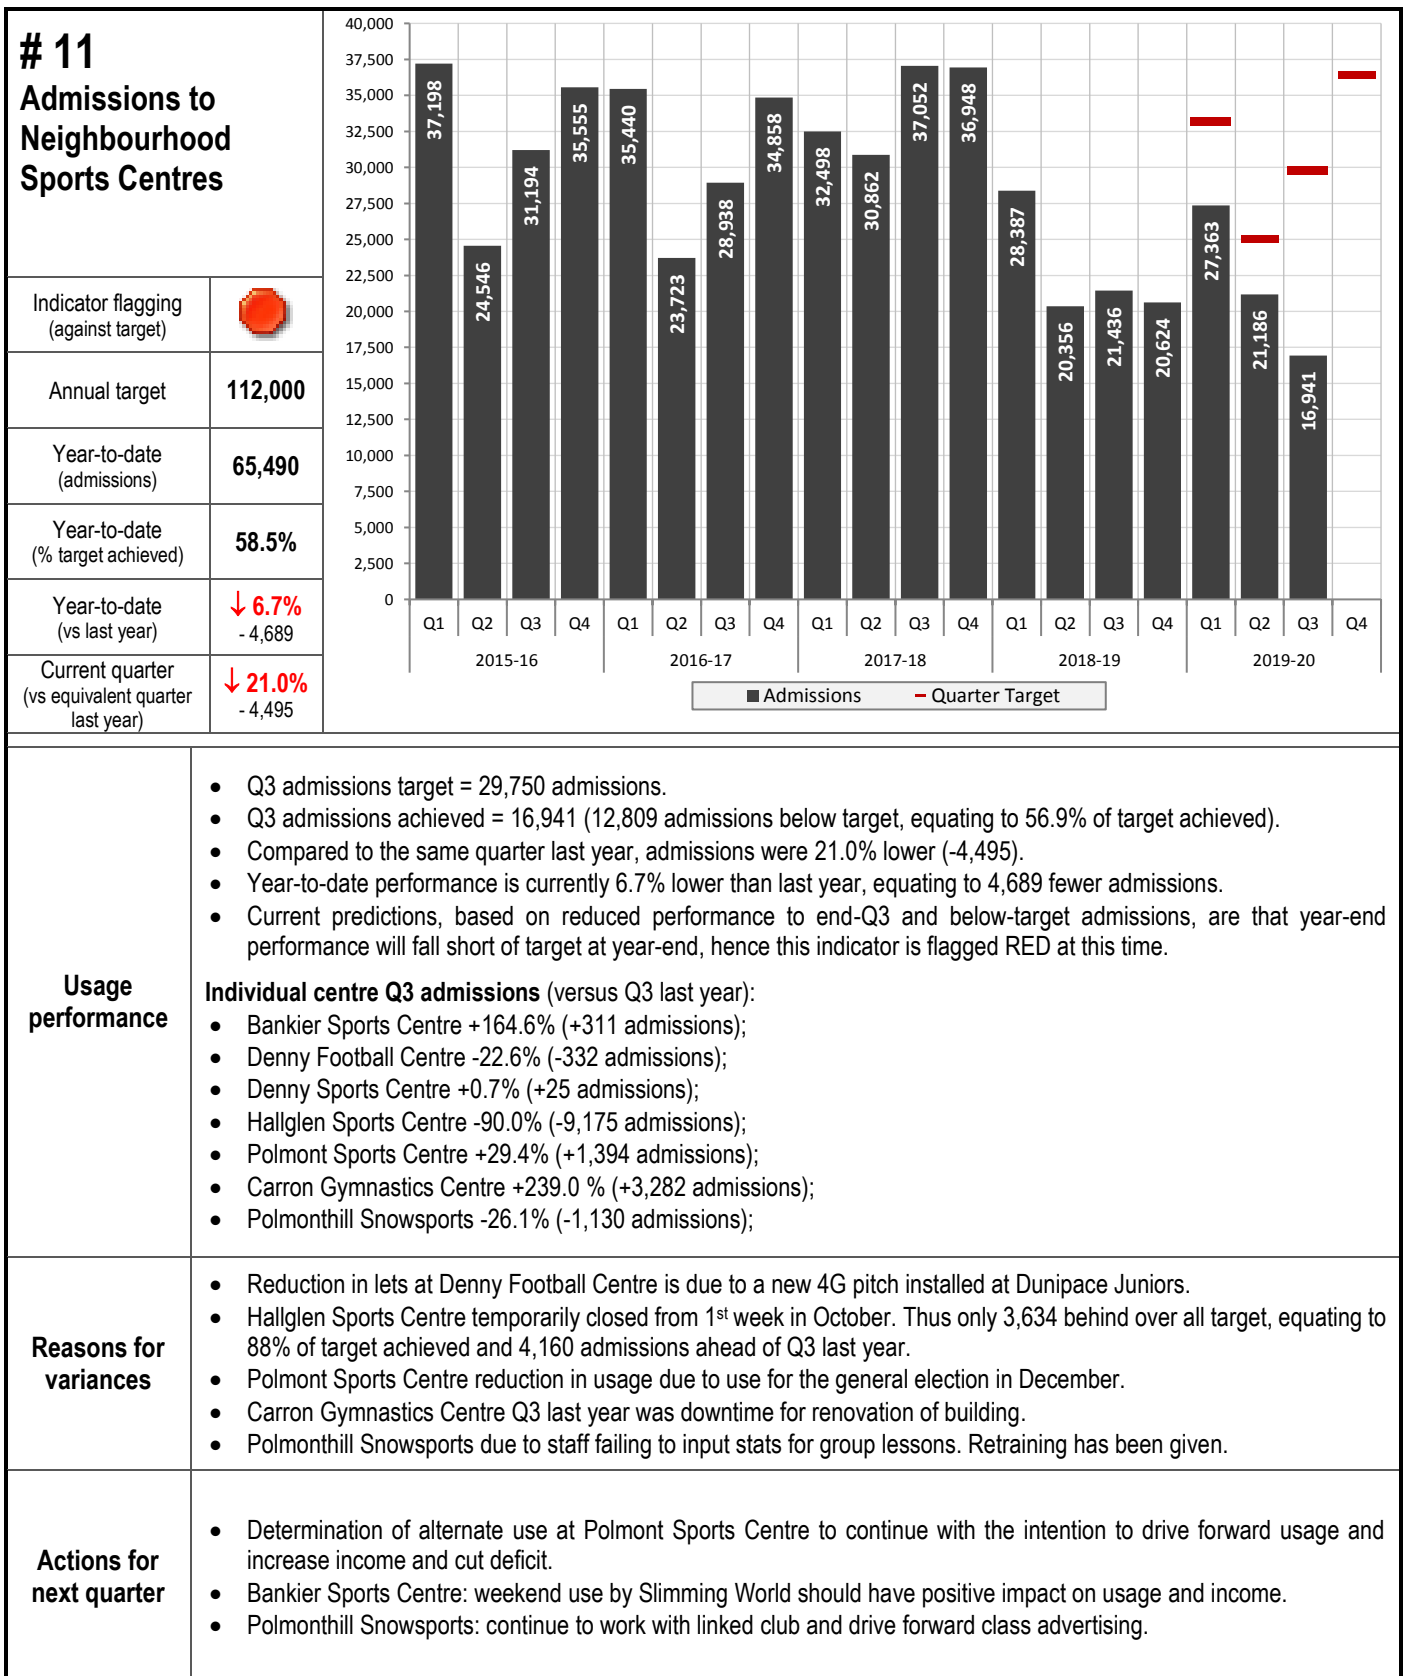 # 11
Admissions to
Neighbourhood
Sports Centres
Indicator flagging
(against target)
Annual target
112,000
Year-to-date
(admissions)
65,490
Year-to-date
(% target achieved)
58.5%
Year-to-date
(vs last year)
↓ 6.7%
- 4,689
Current quarter
(vs equivalent quarter
last year)
↓ 21.0%
- 4,495
40,000
37,500
35,000
32,500
30,000
27,500
25,000
22,500
20,000
17,500
15,000
12,500
10,000
7,500
5,000
2,500
0
37,198
24,546
31,194
35,555
35,440
23,723
28,938
34,858
32,498
30,862
37,052
36,948
28,387
20,356
21,436
20,624
27,363
21,186
16,941
Q1 Q2 Q3 Q4 Q1 Q2 Q3 Q4 Q1 Q2 Q3 Q4 Q1 Q2 Q3 Q4 Q1 Q2 Q3 Q4
2015-16 2016-17 2017-18 2018-19 2019-20
Admissions Quarter Target
Usage
performance
• Q3 admissions target = 29,750 admissions.
• Q3 admissions achieved = 16,941 (12,809 admissions below target, equating to 56.9% of target achieved).
• Compared to the same quarter last year, admissions were 21.0% lower (-4,495).
• Year-to-date performance is currently 6.7% lower than last year, equating to 4,689 fewer admissions.
• Current predictions, based on reduced performance to end-Q3 and below-target admissions, are that year-end
performance will fall short of target at year-end, hence this indicator is flagged RED at this time.
Individual centre Q3 admissions (versus Q3 last year):
• Bankier Sports Centre +164.6% (+311 admissions);
• Denny Football Centre -22.6% (-332 admissions);
• Denny Sports Centre +0.7% (+25 admissions);
• Hallglen Sports Centre -90.0% (-9,175 admissions);
• Polmont Sports Centre +29.4% (+1,394 admissions);
• Carron Gymnastics Centre +239.0 % (+3,282 admissions);
• Polmonthill Snowsports -26.1% (-1,130 admissions);
Reasons for
variances
• Reduction in lets at Denny Football Centre is due to a new 4G pitch installed at Dunipace Juniors.
• Hallglen Sports Centre temporarily closed from 1st week in October. Thus only 3,634 behind over all target, equating to
88% of target achieved and 4,160 admissions ahead of Q3 last year.
• Polmont Sports Centre reduction in usage due to use for the general election in December.
• Carron Gymnastics Centre Q3 last year was downtime for renovation of building.
• Polmonthill Snowsports due to staff failing to input stats for group lessons. Retraining has been given.
Actions for
next quarter
• Determination of alternate use at Polmont Sports Centre to continue with the intention to drive forward usage and
increase income and cut deficit.
• Bankier Sports Centre: weekend use by Slimming World should have positive impact on usage and income.
• Polmonthill Snowsports: continue to work with linked club and drive forward class advertising.